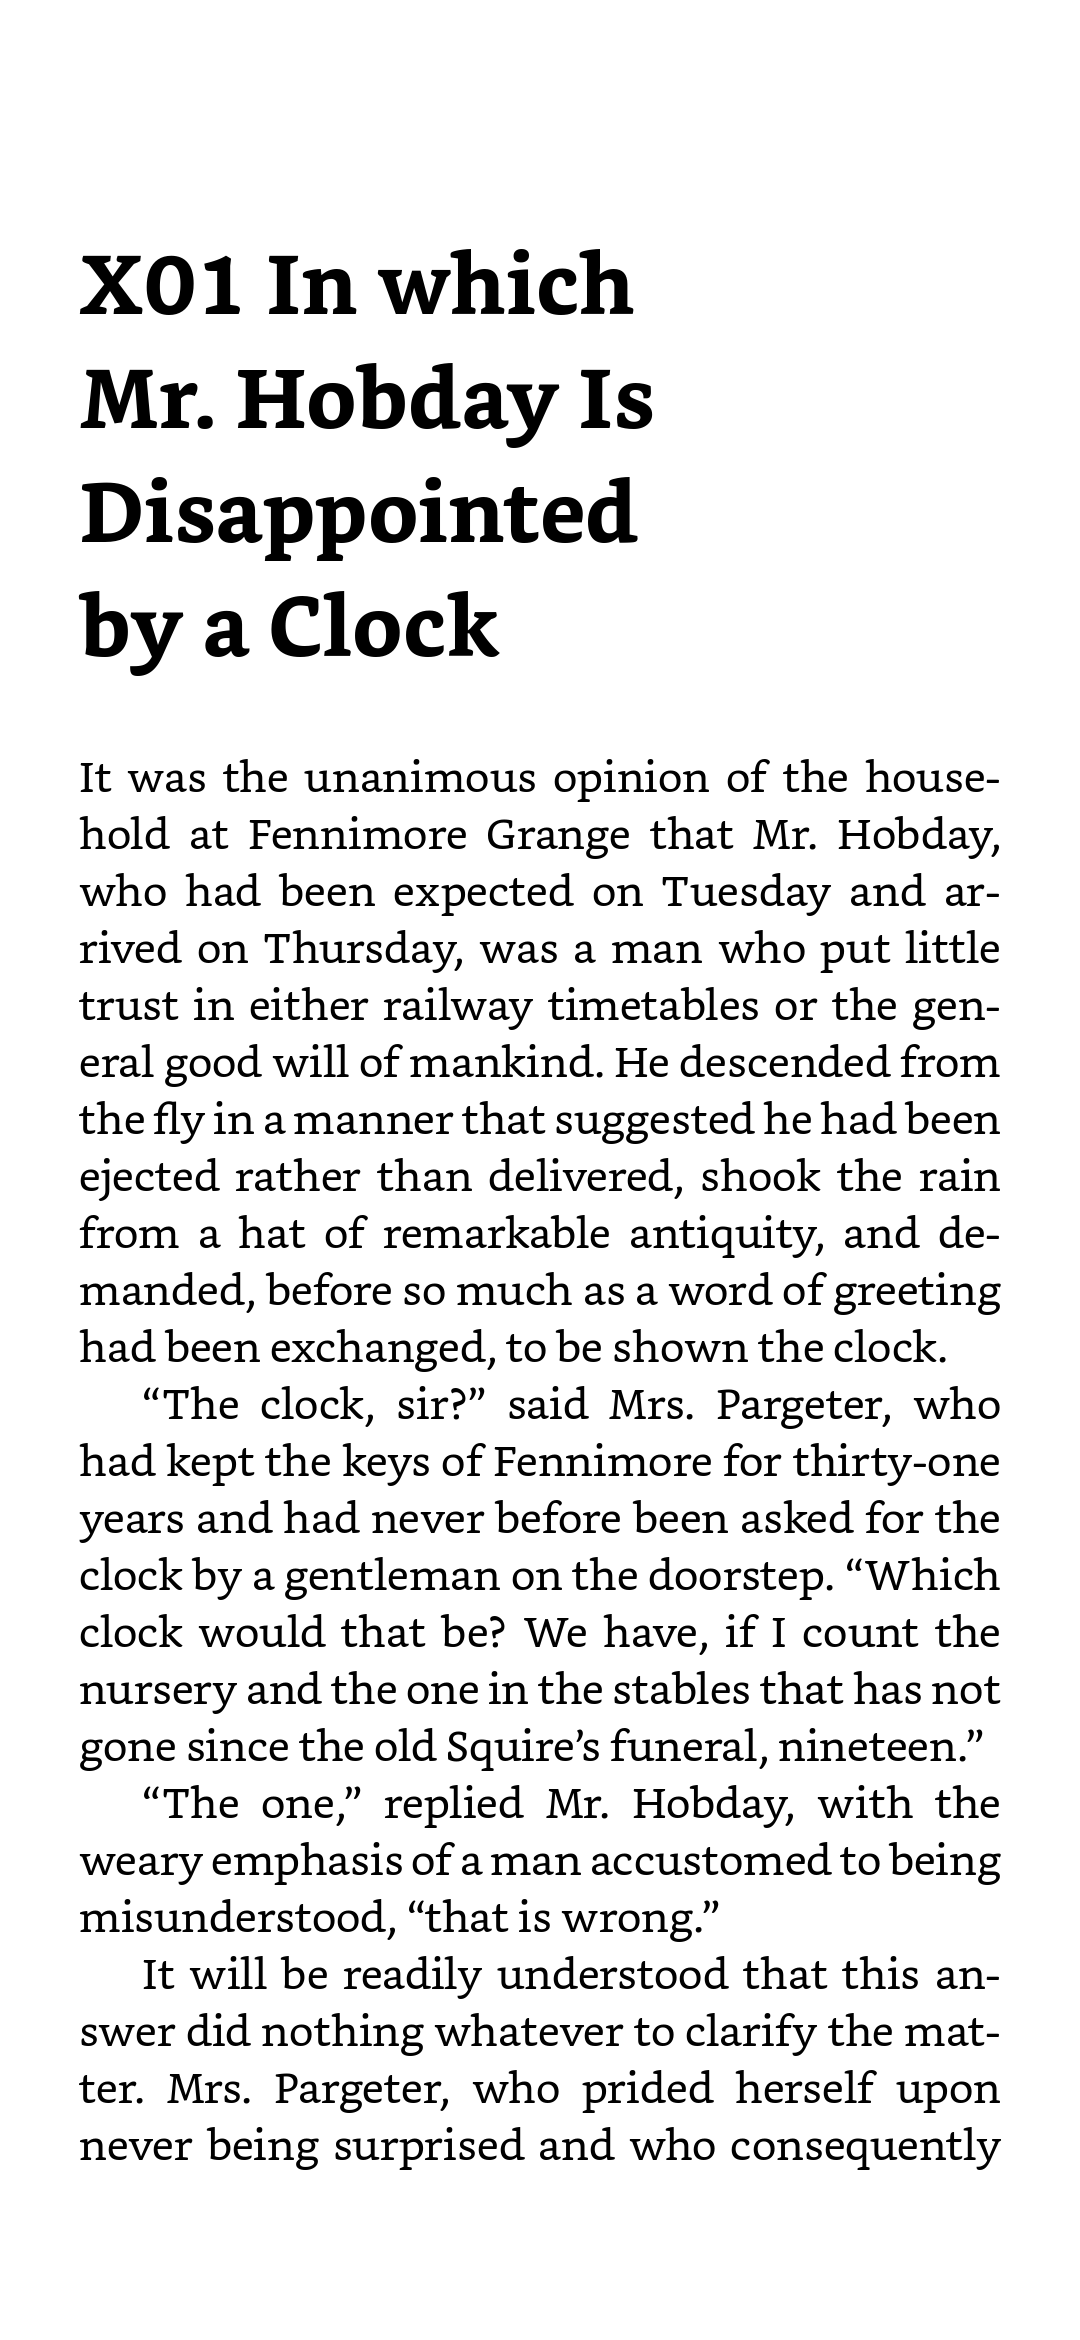 X01 In which
Mr. Hobday Is
Disappointed
by a Clock
It was the unanimous opinion of the house-
hold at Fennimore Grange that Mr. Hobday,
who had been expected on Tuesday and ar-
rived on Thursday, was a man who put little
trust in either railway timetables or the gen-
eral good will of mankind. He descended from
the fly in a manner that suggested he had been
ejected rather than delivered, shook the rain
from a hat of remarkable antiquity, and de-
manded, before so much as a word of greeting
had been exchanged, to be shown the clock.
“The clock, sir?” said Mrs. Pargeter, who
had kept the keys of Fennimore for thirty-one
years and had never before been asked for the
clock by a gentleman on the doorstep. “Which
clock would that be? We have, if I count the
nursery and the one in the stables that has not
gone since the old Squire’s funeral, nineteen.”
“The one,” replied Mr. Hobday, with the
weary emphasis of a man accustomed to being
misunderstood, “that is wrong.”
It will be readily understood that this an-
swer did nothing whatever to clarify the mat-
ter. Mrs. Pargeter, who prided herself upon
never being surprised and who consequently